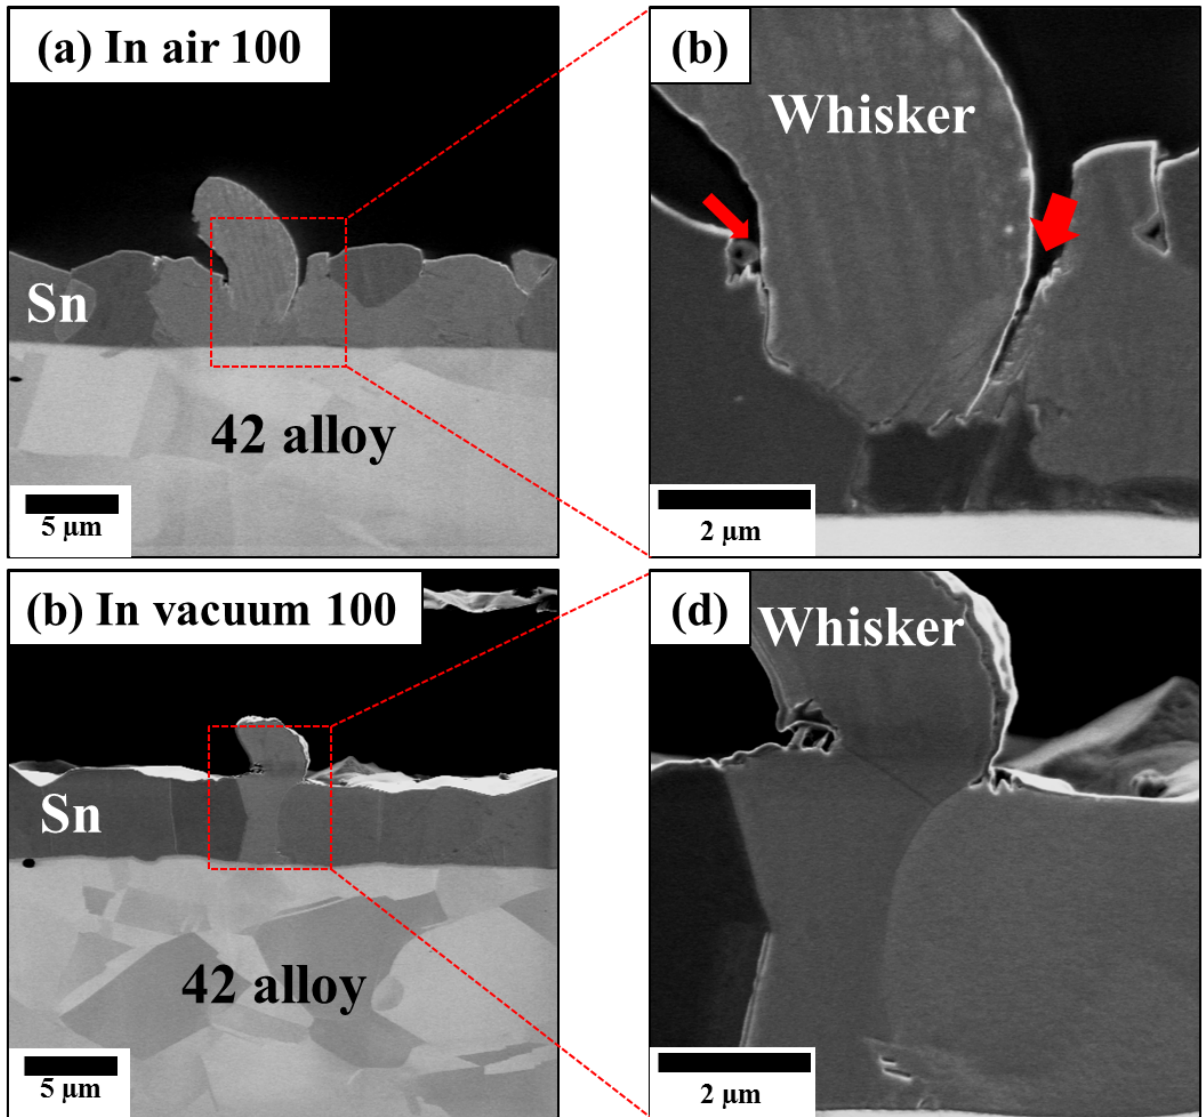 (a) In air 100
Sn
42 alloy
5 μm
(b)
Whisker
2 μm
(b) In vacuum 100
Sn
42 alloy
5 μm
(d)
Whisker
2 μm